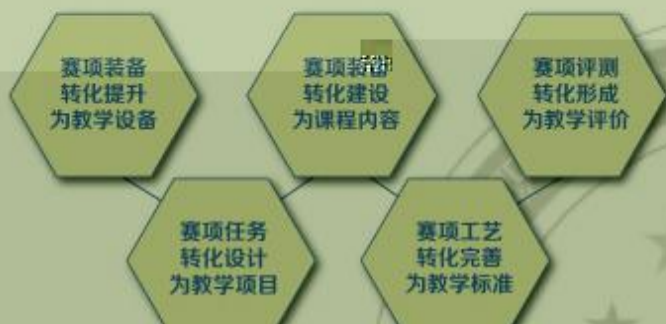 赛项装备
转化提升
为教学设备
赛项装
转化建设
为课程内容
赛项评测
转化形成
为教学评价
赛项任务
转化设计
为教学项目
赛项工艺
转化完善
为教学标准